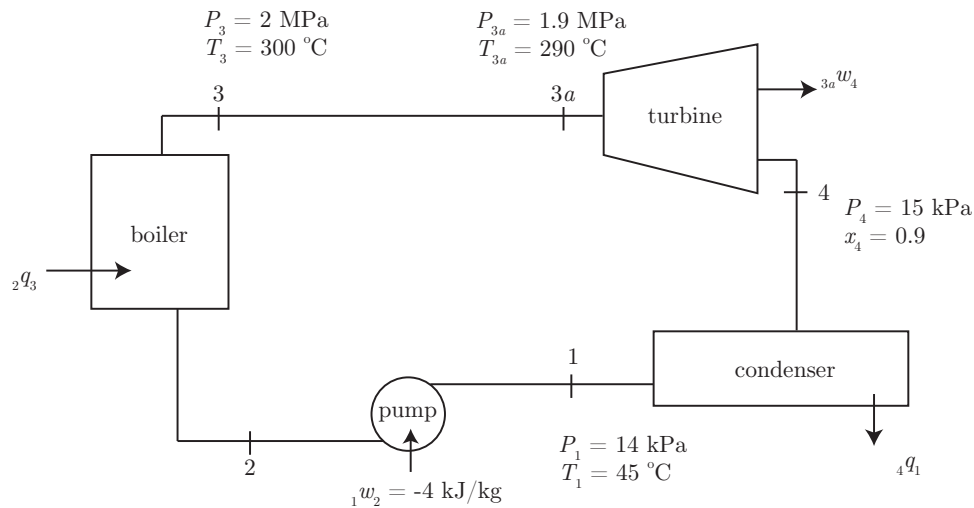 P₃ = 2 MPa
T₃ = 300 °C
P₃ₐ = 1.9 MPa
T₃ₐ = 290 °C
3
3a
₃ₐw₄
turbine
4
P₄ = 15 kPa
x₄ = 0.9
boiler
₂q₃
1
condenser
pump
2
P₁ = 14 kPa
T₁ = 45 °C
₄q₁
₁w₂ = -4 kJ/kg